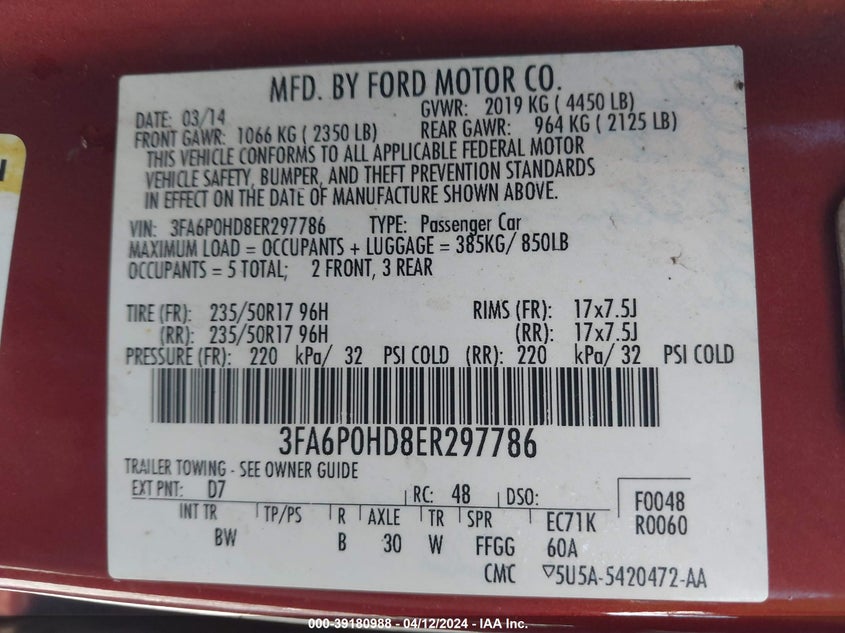 MFD. BY FORD MOTOR CO.
DATE: 03/14 GVWR: 2019 KG ( 4450 LB)
FRONT GAWR: 1066 KG ( 2350 LB) REAR GAWR: 964 KG ( 2125 LB)
THIS VEHICLE CONFORMS TO ALL APPLICABLE FEDERAL MOTOR
VEHICLE SAFETY, BUMPER, AND THEFT PREVENTION STANDARDS
IN EFFECT ON THE DATE OF MANUFACTURE SHOWN ABOVE.
VIN: 3FA6P0HD8ER297786 TYPE: Passenger Car
MAXIMUM LOAD = OCCUPANTS + LUGGAGE = 385KG/ 850LB
OCCUPANTS = 5 TOTAL; 2 FRONT, 3 REAR
TIRE (FR): 235/50R17 96H RIMS (FR): 17x7.5J
(RR): 235/50R17 96H (RR): 17x7.5J
PRESSURE (FR): 220 kPa/ 32 PSI COLD (RR): 220 kPa/ 32 PSI COLD
3FA6P0HD8ER297786
TRAILER TOWING - SEE OWNER GUIDE
EXT PNT: D7 RC: 48 DSO: F0048
INT TR TP/PS R AXLE TR SPR EC71K R0060
BW B 30 W FFGG 60A
CMC ▽5U5A-5420472-AA
000-39180988 - 04/12/2024 - IAA Inc.